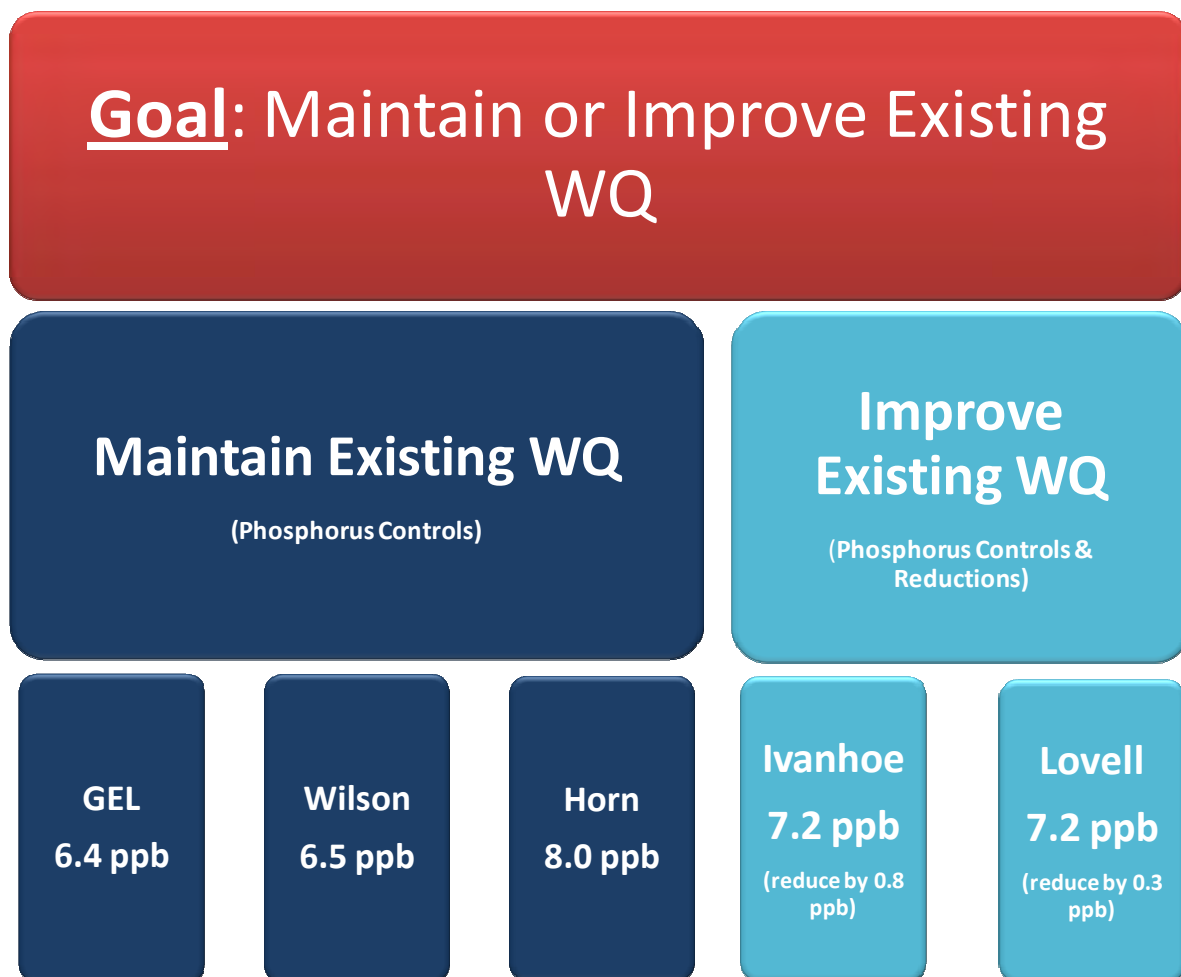 Goal: Maintain or Improve Existing
WQ
Maintain Existing WQ
(Phosphorus Controls)
Improve
Existing WQ
(Phosphorus Controls &
Reductions)
GEL
6.4 ppb
Wilson
6.5 ppb
Horn
8.0 ppb
Ivanhoe
7.2 ppb
(reduce by 0.8
ppb)
Lovell
7.2 ppb
(reduce by 0.3
ppb)